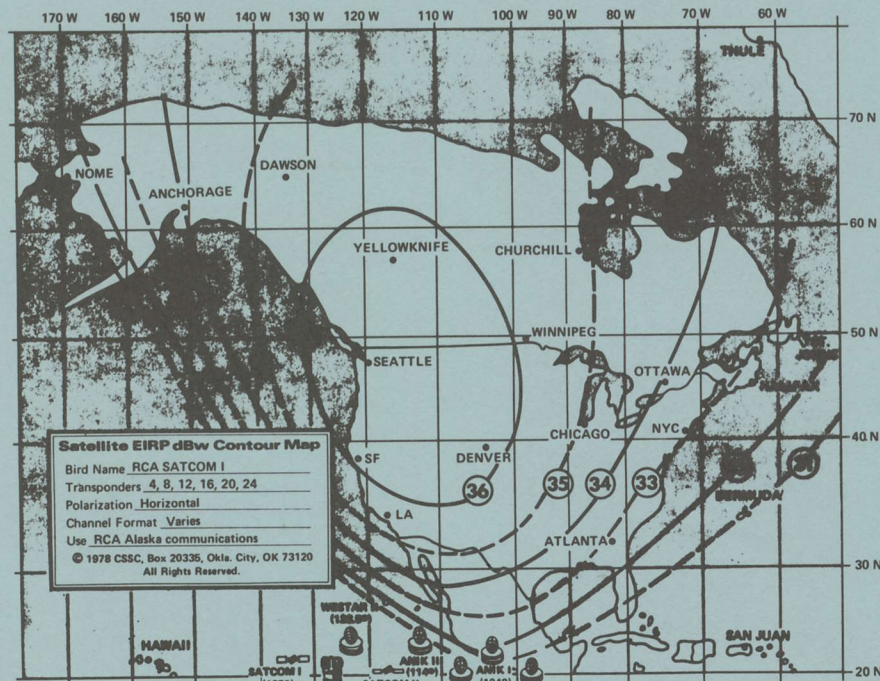 170 W 160 W 150 W 140 W 130 W 120 W 110 W 100 W 90 W 80 W 70 W 60 W
THULE
70 N
DAWSON
NOME
ANCHORAGE
60 N
YELLOWKNIFE
CHURCHILL
WINNIPEG
50 N
SEATTLE
OTTAWA
HALIFAX
NYC
CHICAGO
40 N
Satellite EIRP dBw Contour Map
Bird Name RCA SATCOM I
Transponders 4, 8, 12, 16, 20, 24
Polarization Horizontal
Channel Format Varies
Use RCA Alaska communications
© 1978 CSSC, Box 20335, Okla. City, OK 73120
All Rights Reserved.
SF
DENVER
36
35
34
33
BERMUDA
LA
ATLANTA
30 N
WESTAR
HAWAII
SAN JUAN
SATCOM I
ANIK II
(114º)
ANIK I
20 N